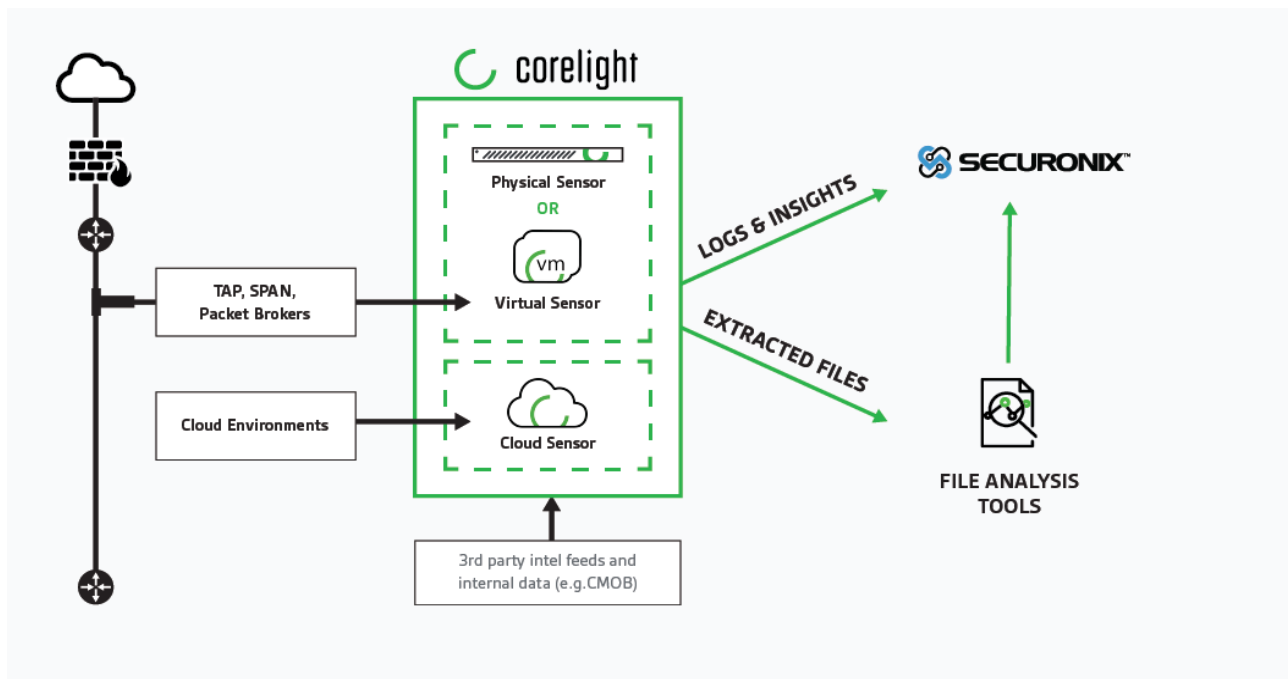 corelight
Physical Sensor
OR
vm
Virtual Sensor
TAP, SPAN,
Packet Brokers
Cloud Environments
Cloud Sensor
3rd party intel feeds and
internal data (e.g.CMOB)
LOGS & INSIGHTS
EXTRACTED FILES
SECURONIX™
FILE ANALYSIS
TOOLS